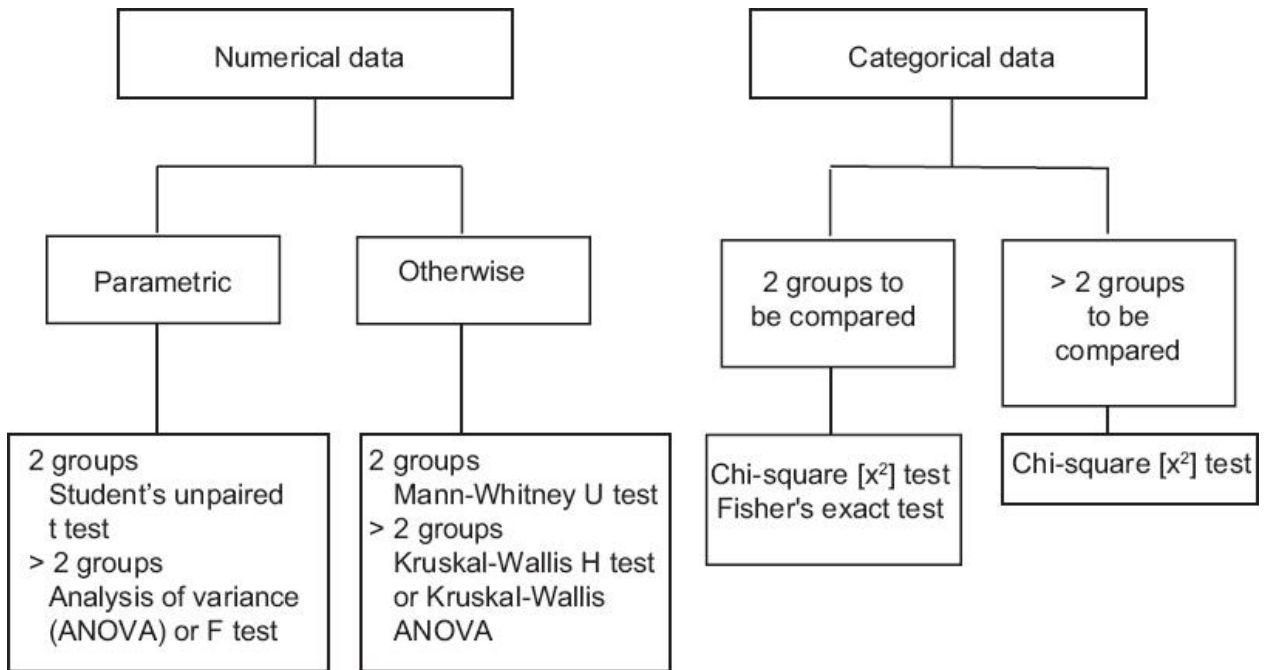 Numerical data
Categorical data
Parametric
Otherwise
2 groups to
be compared
> 2 groups
to be
compared
2 groups
Student’s unpaired
t test
> 2 groups
Analysis of variance
(ANOVA) or F test
2 groups
Mann-Whitney U test
> 2 groups
Kruskal-Wallis H test
or Kruskal-Wallis
ANOVA
Chi-square [x²] test
Fisher's exact test
Chi-square [x²] test